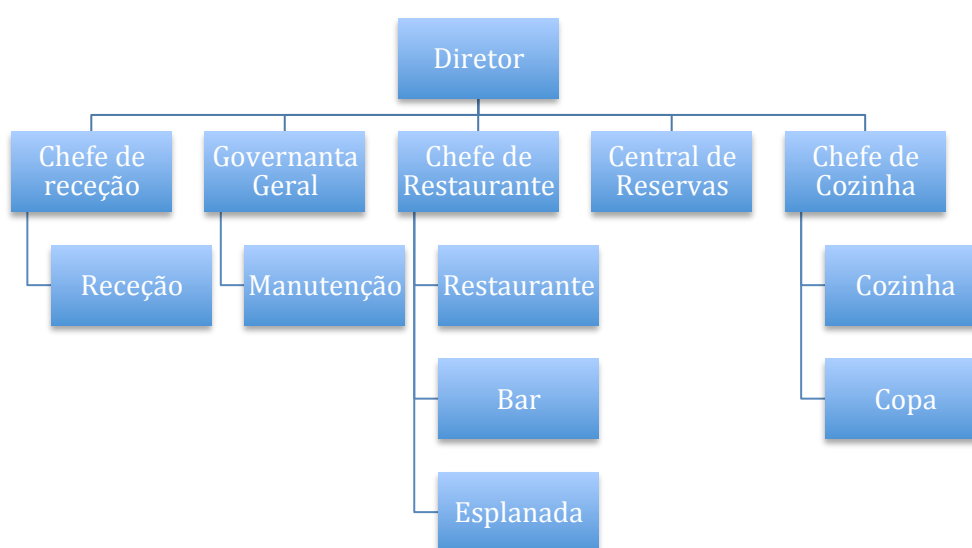 Diretor
Chefe de
receção
Governanta
Geral
Chefe de
Restaurante
Central de
Reservas
Chefe de
Cozinha
Receção
Manutenção
Restaurante
Cozinha
Bar
Copa
Esplanada